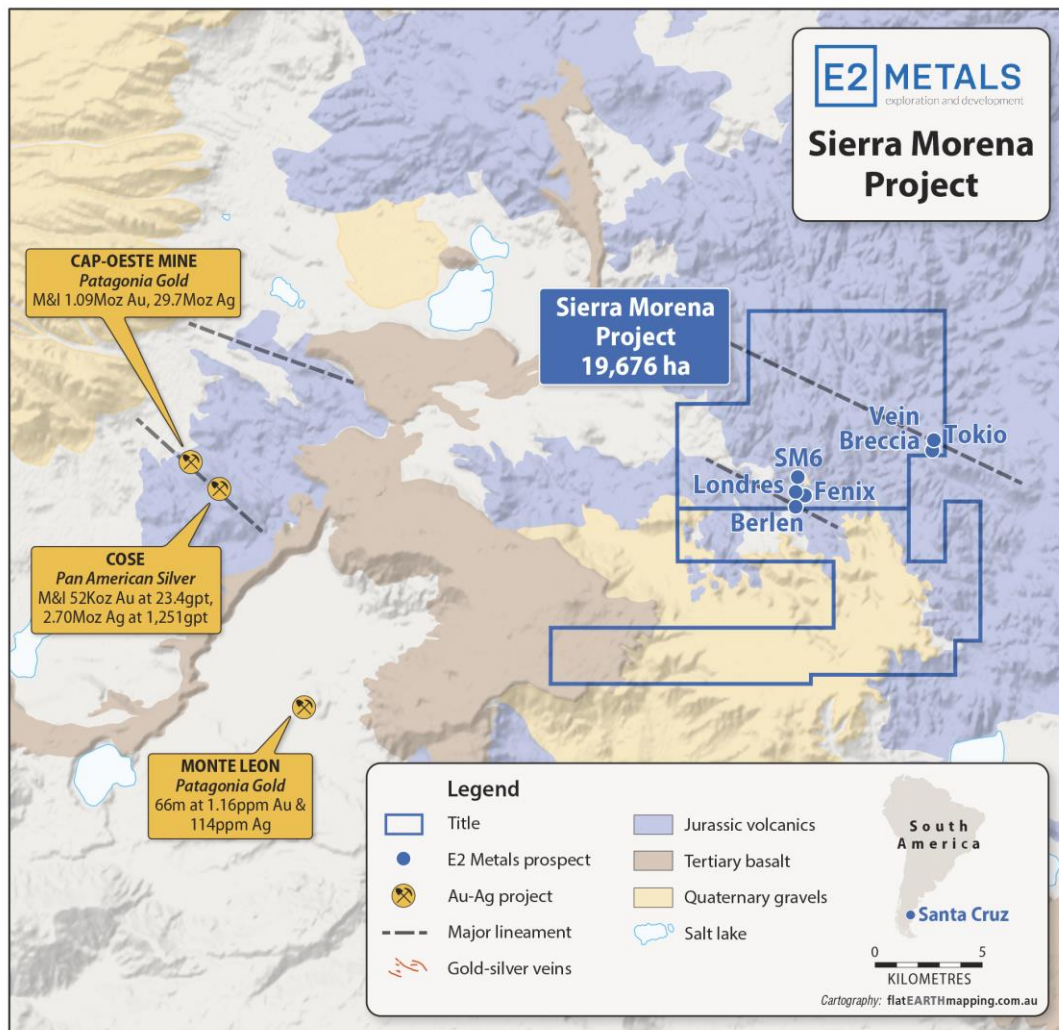 E2 METALS
exploration and development
Sierra Morena
Project
CAP-OESTE MINE
Patagonia Gold
M&I 1.09Moz Au, 29.7Moz Ag
Sierra Morena
Project
19,676 ha
Vein
Breccia
Tokio
SM6
Londres
Fenix
Berlen
COSE
Pan American Silver
M&I 52Koz Au at 23.4gpt,
2.70Moz Ag at 1,251gpt
MONTE LEON
Patagonia Gold
66m at 1.16ppm Au &
114ppm Ag
Legend
Title
E2 Metals prospect
Au-Ag project
Major lineament
Gold-silver veins
Jurassic volcanics
Tertiary basalt
Quaternary gravels
Salt lake
South
America
Santa Cruz
0 5
KILOMETRES
Cartography: flatEARTHmapping.com.au